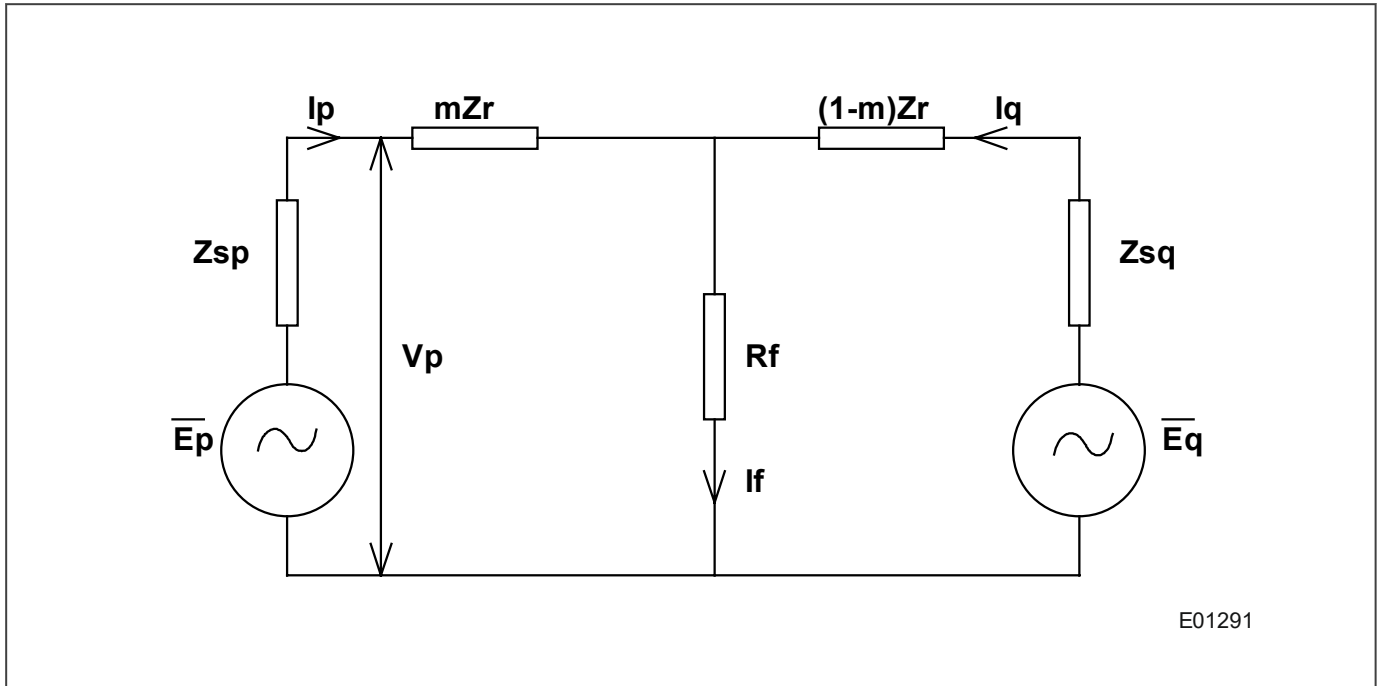 Ip
mZr
(1-m)Zr
Iq
Zsp
Zsq
Vp
Rf
Ep
Eq
If
E01291